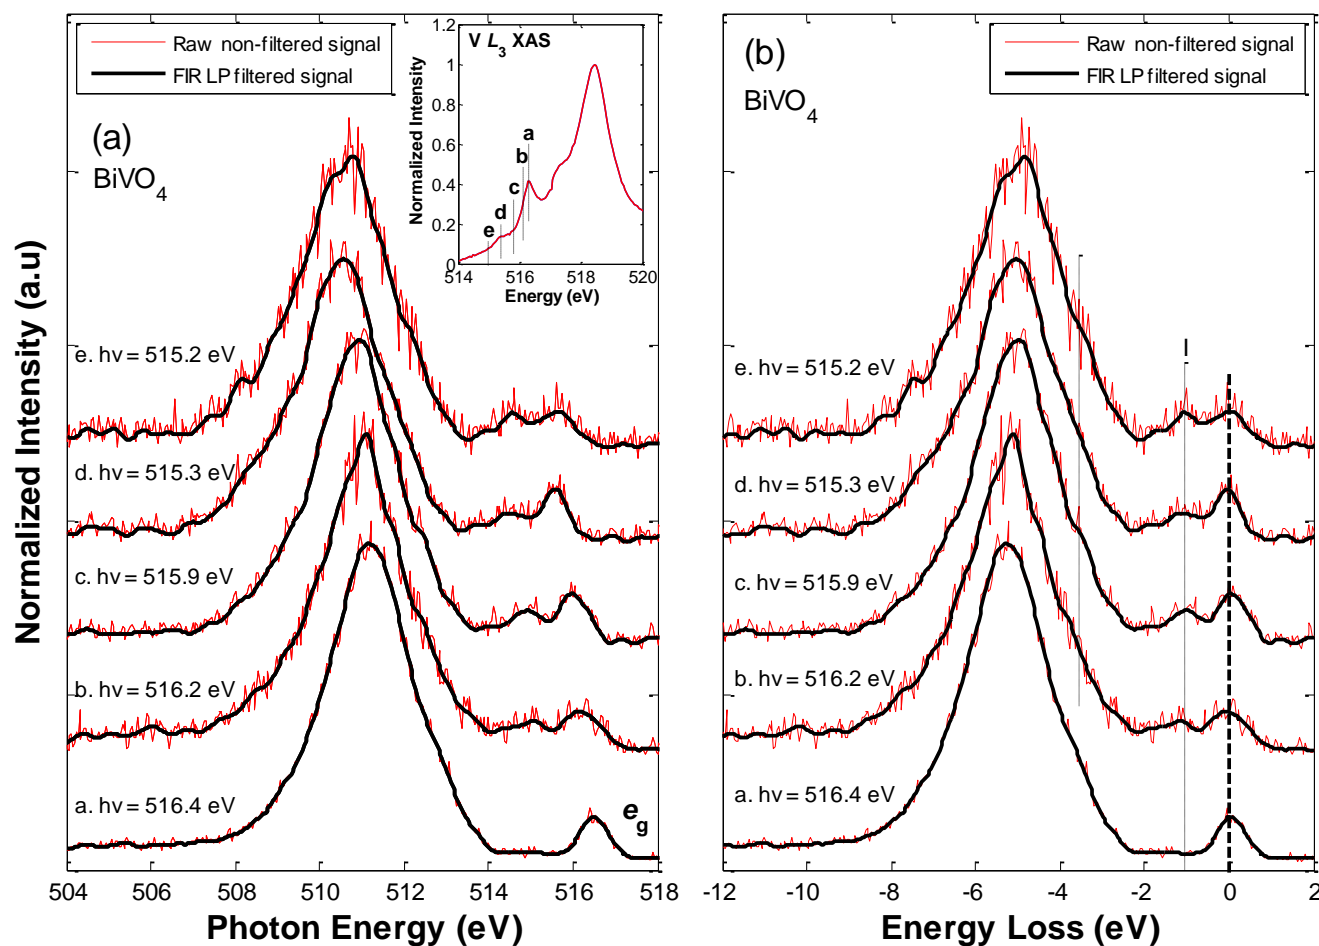 Raw non-filtered signal
FIR LP filtered signal
(a)
BiVO4
V L3 XAS
Normalized Intensity
1.2
1
0.8
0.6
0.4
0.2
0
a
b
c
d
e
514
516
518
520
Energy (eV)
e. hv = 515.2 eV
d. hv = 515.3 eV
c. hv = 515.9 eV
b. hv = 516.2 eV
a. hv = 516.4 eV
eg
Normalized Intensity (a.u)
504
506
508
510
512
514
516
518
Photon Energy (eV)
(b)
BiVO4
Raw non-filtered signal
FIR LP filtered signal
I
e. hv = 515.2 eV
d. hv = 515.3 eV
c. hv = 515.9 eV
b. hv = 516.2 eV
a. hv = 516.4 eV
-12
-10
-8
-6
-4
-2
0
2
Energy Loss (eV)